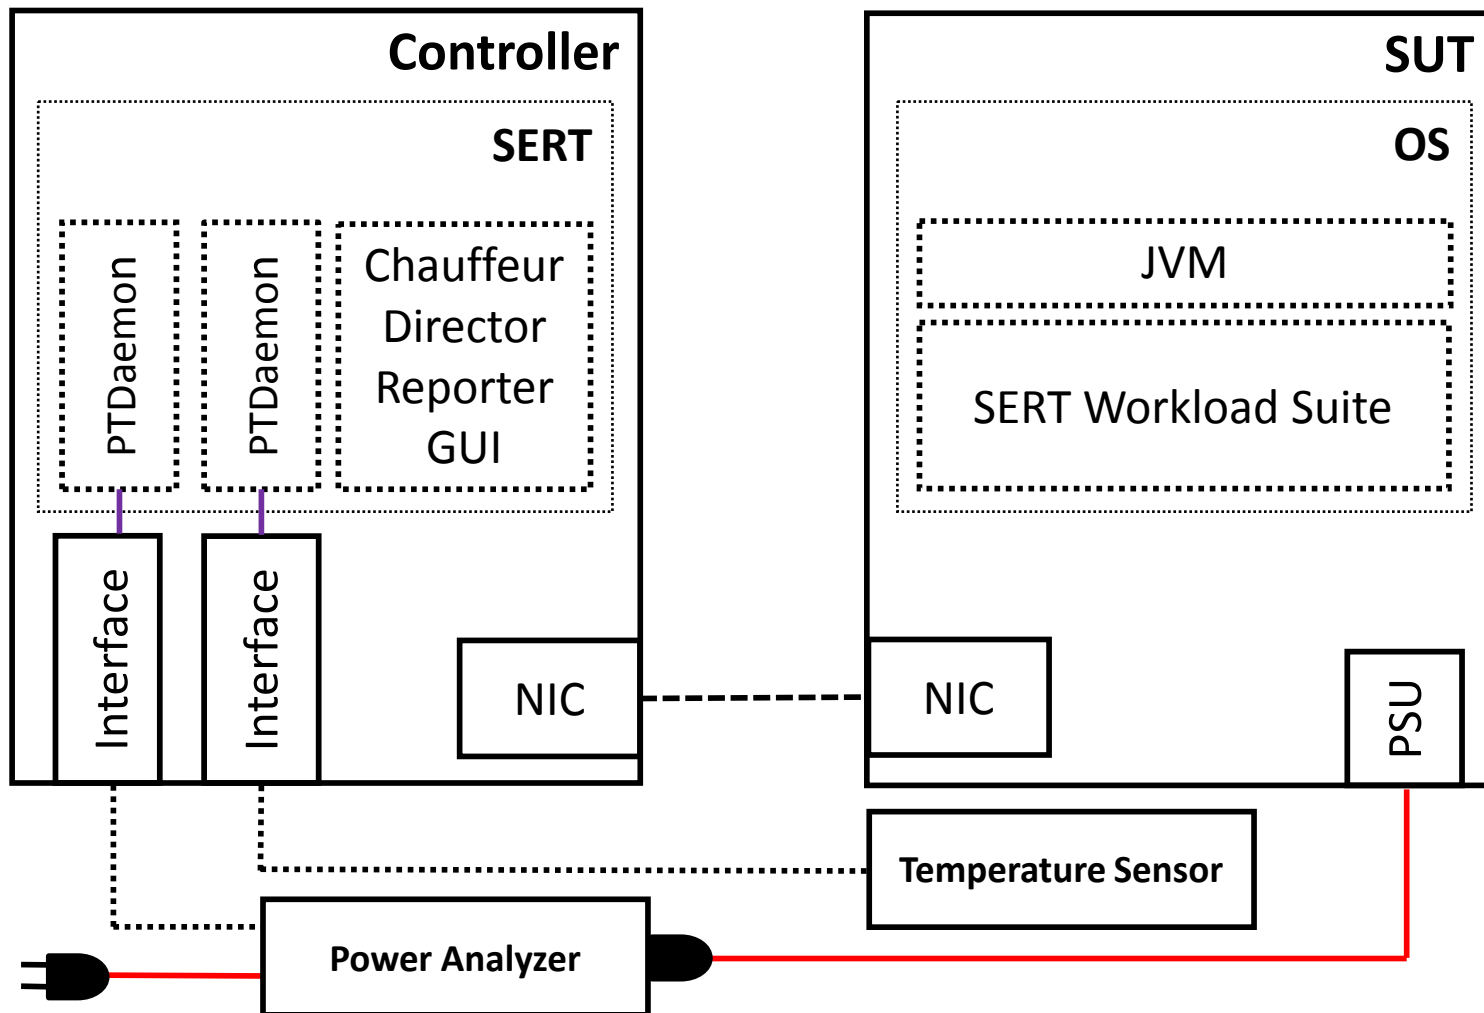 Controller
SERT
PTDaemon
PTDaemon
Chauffeur
Director
Reporter
GUI
Interface
Interface
NIC
SUT
OS
JVM
SERT Workload Suite
NIC
PSU
Temperature Sensor
Power Analyzer